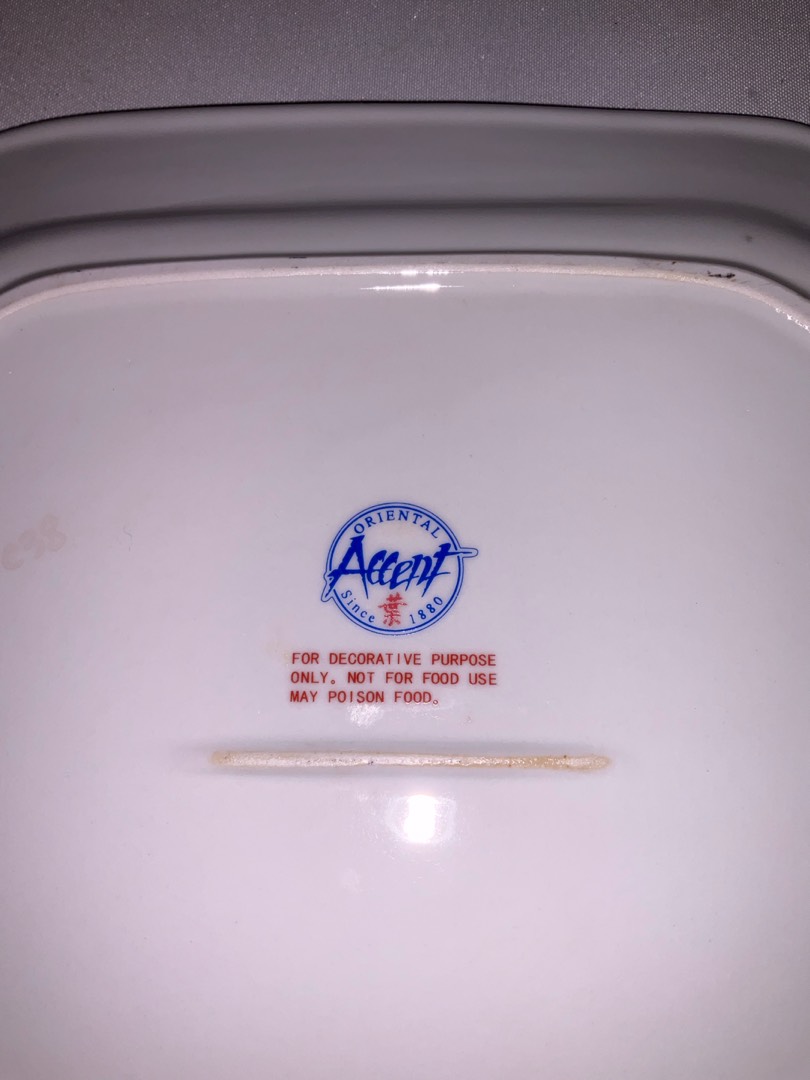 ORIENTAL
Accent
葉
Since 1880
FOR DECORATIVE PURPOSE
ONLY. NOT FOR FOOD USE
MAY POISON FOOD.